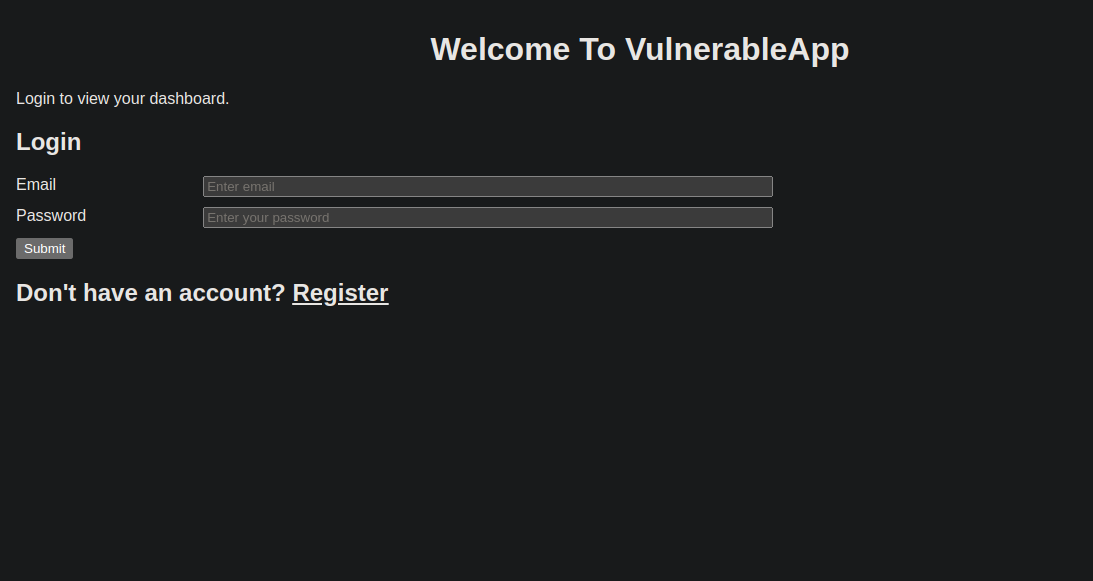 Welcome To VulnerableApp
Login to view your dashboard.
Login
Email Enter email
Password Enter your password
Submit
Don't have an account? Register